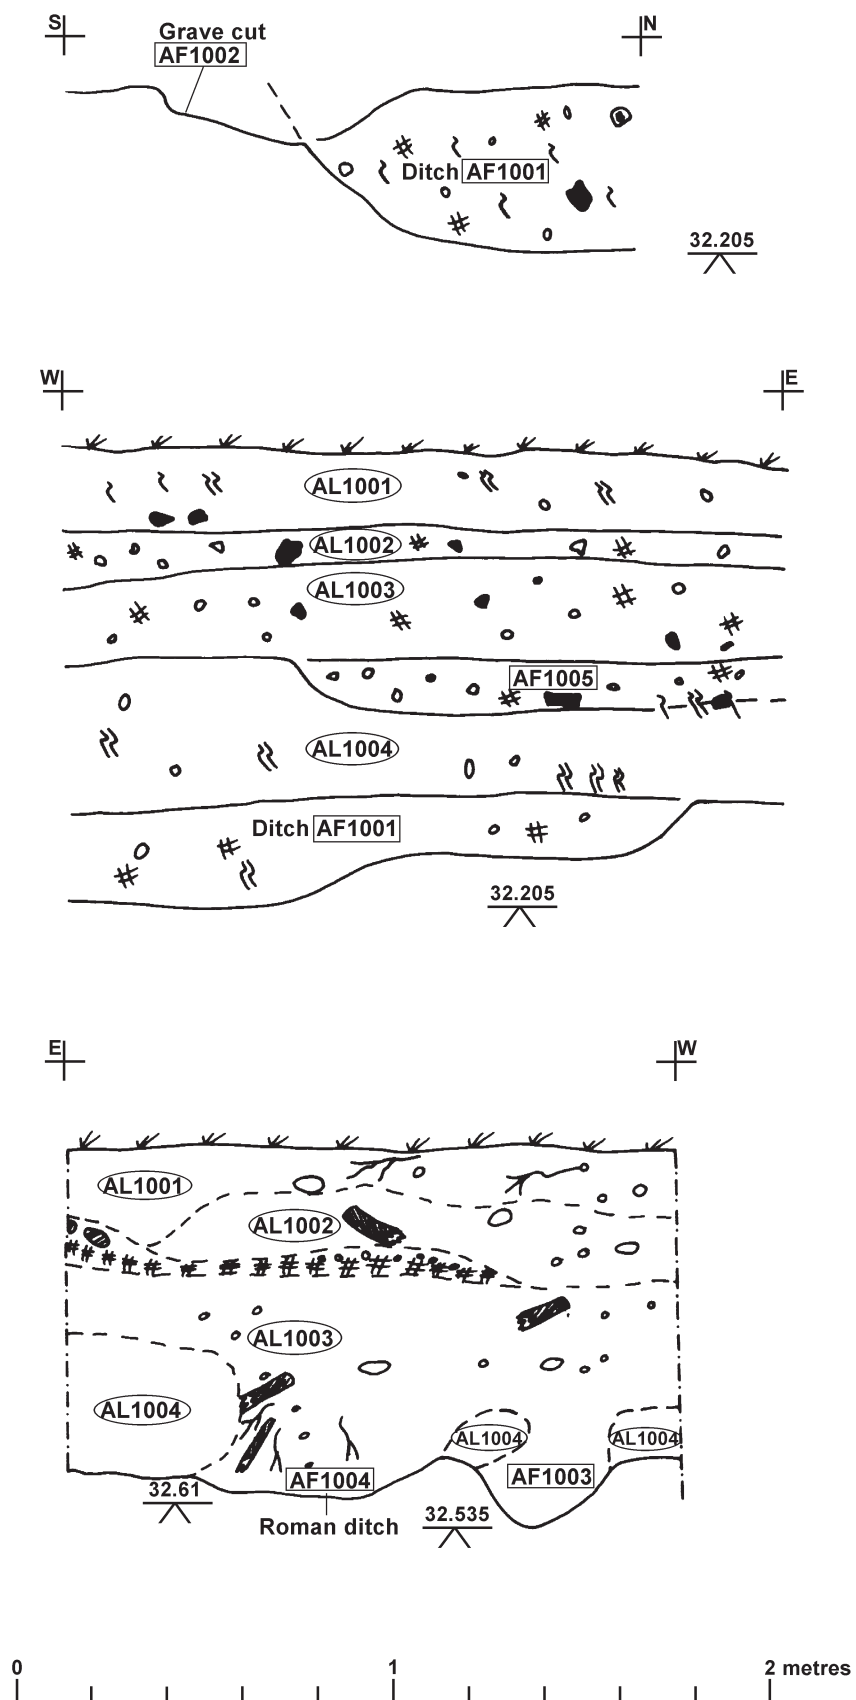 S
N
Grave cut
AF1002
Ditch AF1001
32.205
W
E
AL1001
AL1002
AL1003
AF1005
AL1004
Ditch AF1001
32.205
E
W
AL1001
AL1002
AL1003
AL1004
AL1004
AL1004
AF1004
AF1003
32.61
32.535
Roman ditch
0 1 2 metres